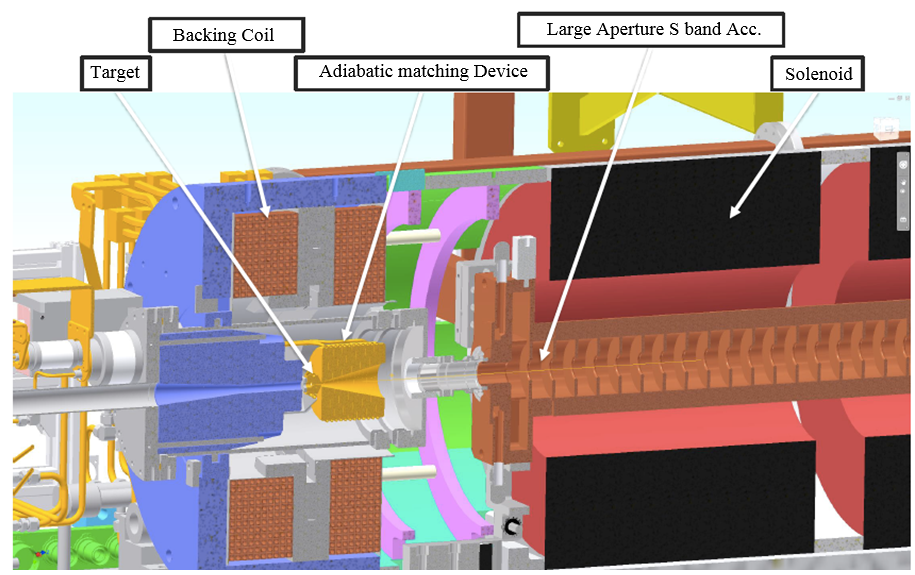 Backing Coil
Large Aperture S band Acc.
Target
Adiabatic matching Device
Solenoid